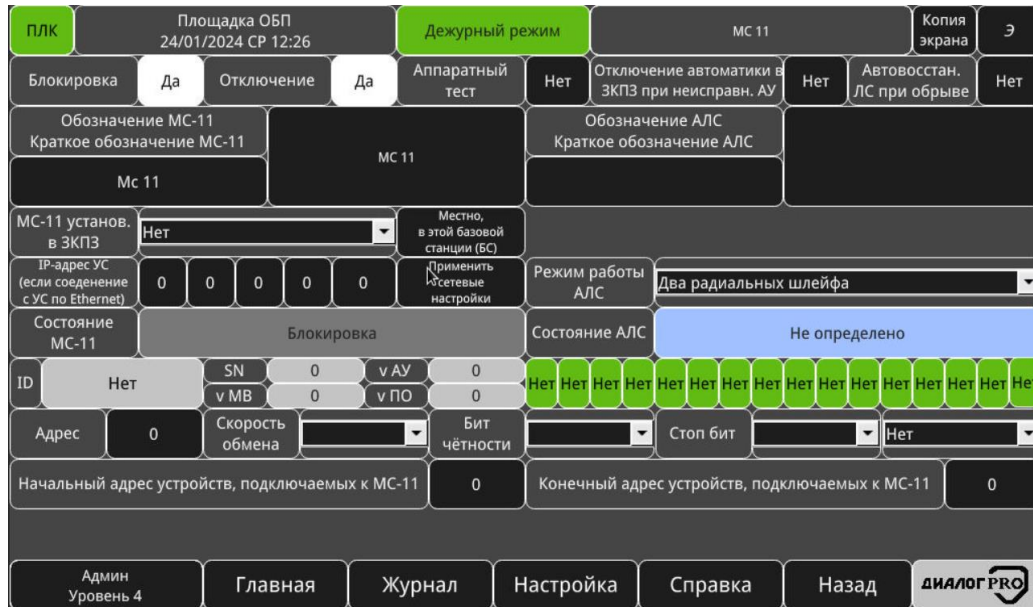 ПЛК
Площадка ОБП
24/01/2024 СР 12:26
Дежурный режим
МС 11
Копия
экрана
Э
Блокировка
Да
Отключение
Да
Аппаратный
тест
Нет
Отключение автоматики в
ЗКПЗ при неисправн. АУ
Нет
Автовосстан.
ЛС при обрыве
Нет
Обозначение МС-11
Краткое обозначение МС-11
МС 11
Обозначение АЛС
Краткое обозначение АЛС
Мс 11
МС-11 установ.
в ЗКПЗ
Нет
Местно,
в этой базовой
станции (БС)
IP-адрес УС
(если соеденение
с УС по Ethernet)
0
0
0
0
0
Применить
сетевые
настройки
Режим работы
АЛС
Два радиальных шлейфа
Состояние
МС-11
Блокировка
Состояние АЛС
Не определено
ID
Нет
SN
0
v АУ
0
v МВ
0
v ПО
0
Нет Нет Нет Нет Нет Нет Нет Нет Нет Нет Нет Нет Нет Нет Нет Не
Адрес
0
Скорость
обмена
Бит
чётности
Стоп бит
Нет
Начальный адрес устройств, подключаемых к МС-11
0
Конечный адрес устройств, подключаемых к МС-11
0
Админ
Уровень 4
Главная
Журнал
Настройка
Справка
Назад
ДИАЛОГ PRO